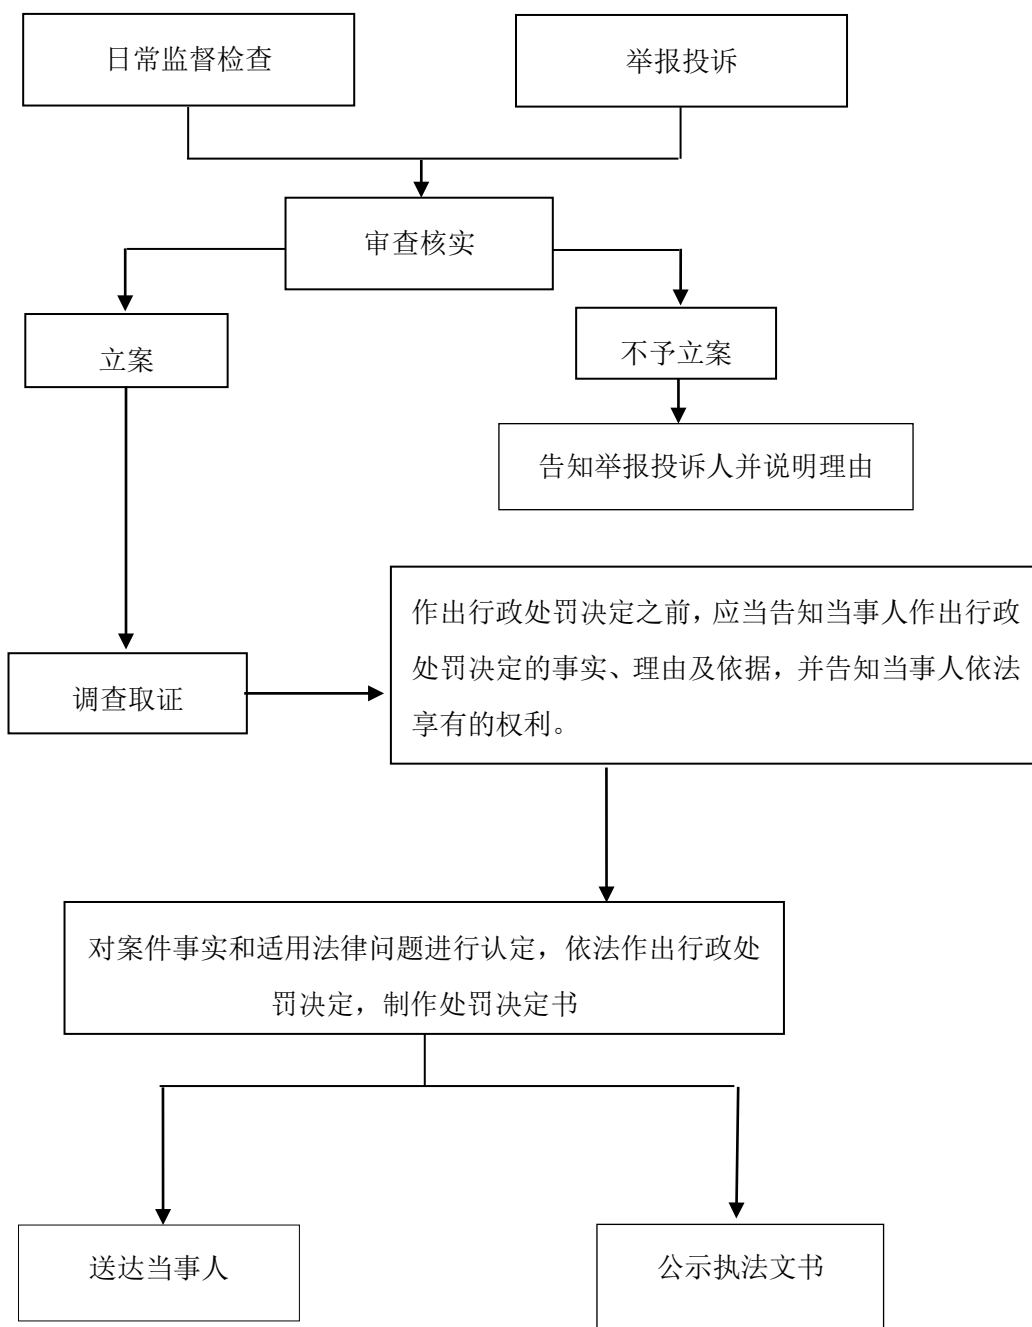 日常监督检查
举报投诉
审查核实
立案
不予立案
告知举报投诉人并说明理由
调查取证
作出行政处罚决定之前，应当告知当事人作出行政
处罚决定的事实、理由及依据，并告知当事人依法
享有的权利。
对案件事实和适用法律问题进行认定，依法作出行政处
罚决定，制作处罚决定书
送达当事人
公示执法文书